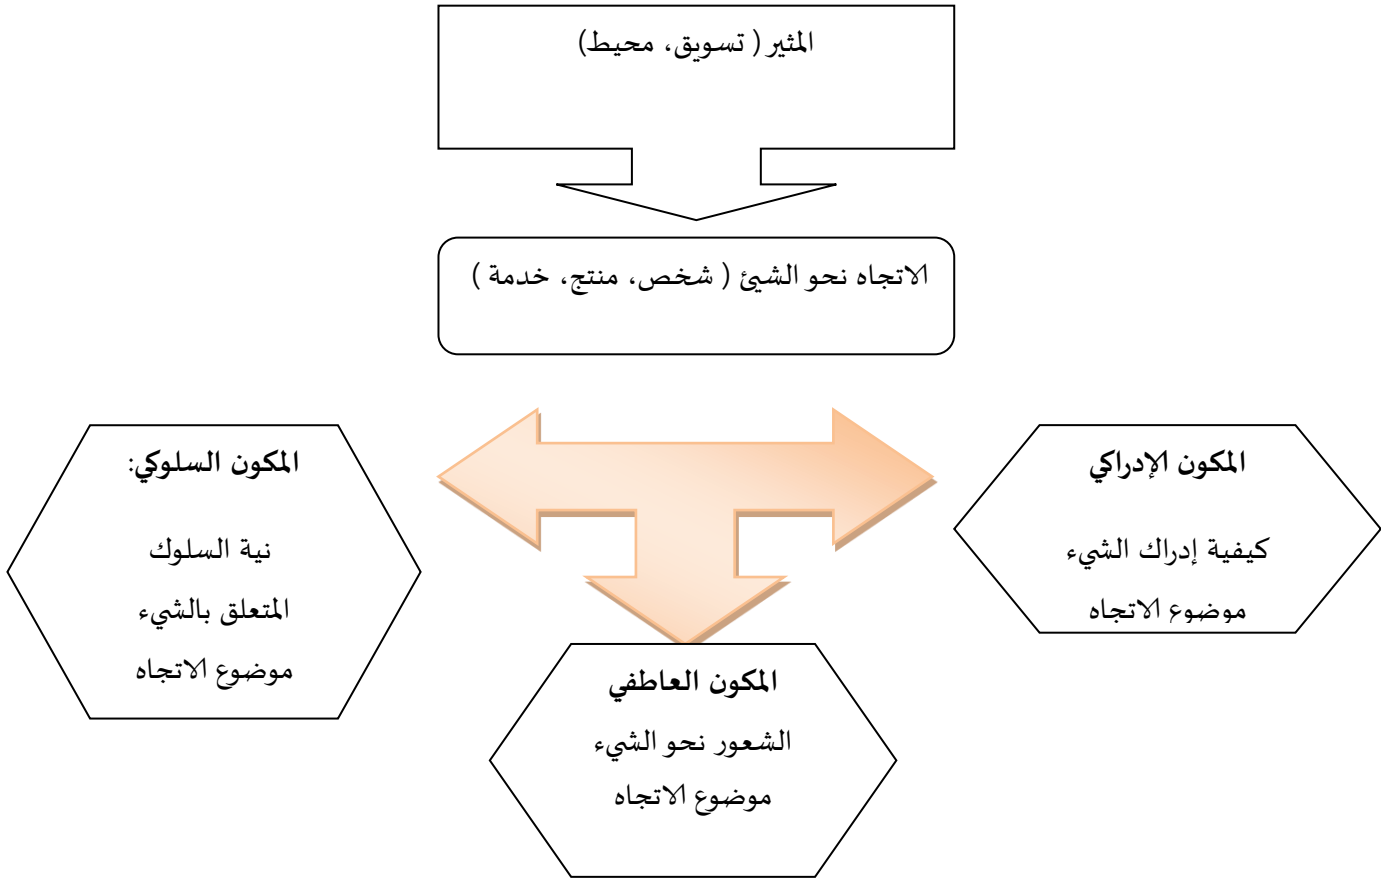 المثير ( تسويق، محيط)
الاتجاه نحو الشيئ ( شخص، منتج، خدمة )
المكون الإدراكي
كيفية إدراك الشيء
موضوع الاتجاه
المكون العاطفي
الشعور نحو الشيء
موضوع الاتجاه
المكون السلوكي:
نية السلوك
المتعلق بالشيء
موضوع الاتجاه